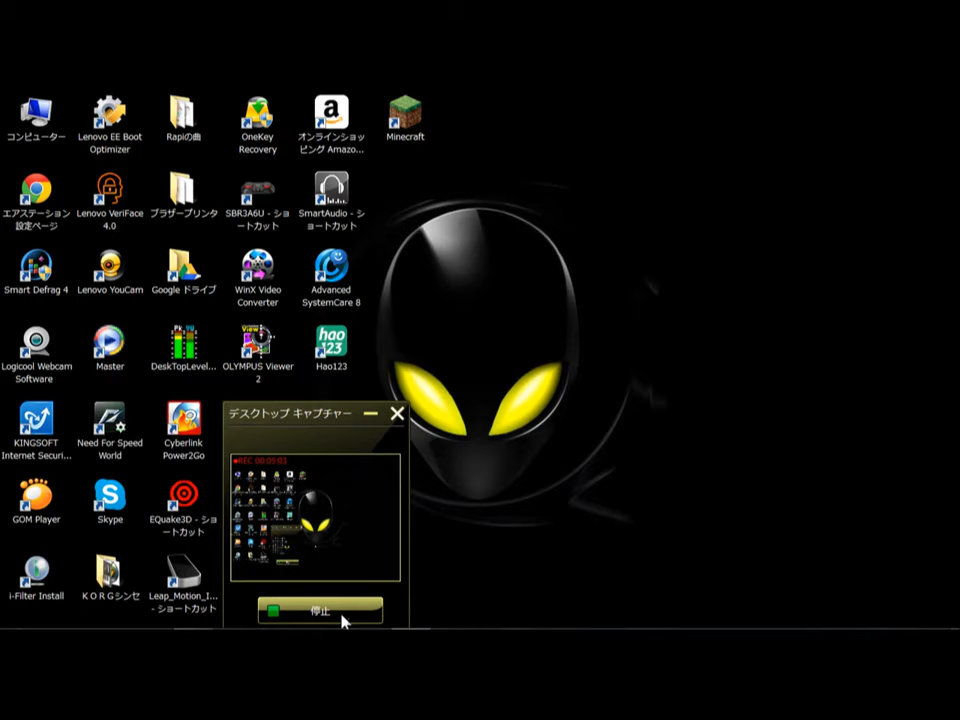 コンピューター
Lenovo EE Boot
Optimizer
Rapiの曲
OneKey
Recovery
a
オンラインショッ
ピング Amazo...
Minecraft
エアステーション
設定ページ
Lenovo VeriFace
4.0
ブラザープリンタ
SBR3A6U - ショ
ートカット
SmartAudio - シ
ョートカット
Smart Defrag 4
Lenovo YouCam
Google ドライブ
WinX Video
Converter
Advanced
SystemCare 8
Logicool Webcam
Software
Master
DeskTopLevel...
View
OLYMPUS Viewer
2
hao
123
Hao123
KINGSOFT
Internet Securi...
Need For Speed
World
Cyberlink
Power2Go
デスクトップ キャプチャー
REC 00:05:03
GOM Player
S
Skype
EQuake3D - ショ
ートカット
i-Filter Install
ＫＯＲＧシンセ
Leap_Motion_I...
- ショートカット
停止